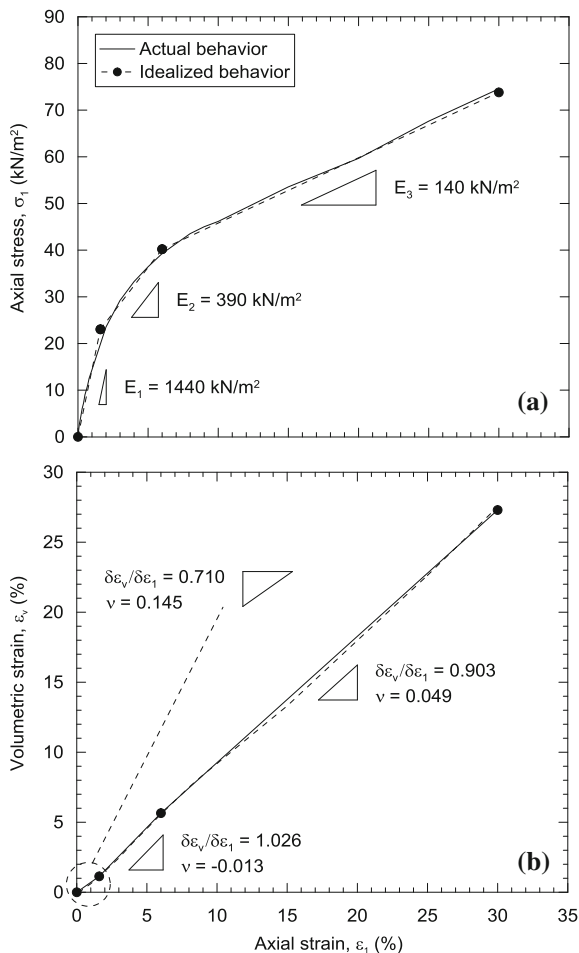 Actual behavior
Idealized behavior
Axial stress, σ₁ (kN/m²)
90
80
70
60
50
40
30
20
10
0
E₃ = 140 kN/m²
E₂ = 390 kN/m²
E₁ = 1440 kN/m²
(a)
Volumetric strain, εᵥ (%)
30
25
20
15
10
5
0
δεᵥ/δε₁ = 0.710
ν = 0.145
δεᵥ/δε₁ = 0.903
ν = 0.049
δεᵥ/δε₁ = 1.026
ν = -0.013
(b)
0 5 10 15 20 25 30 35
Axial strain, ε₁ (%)